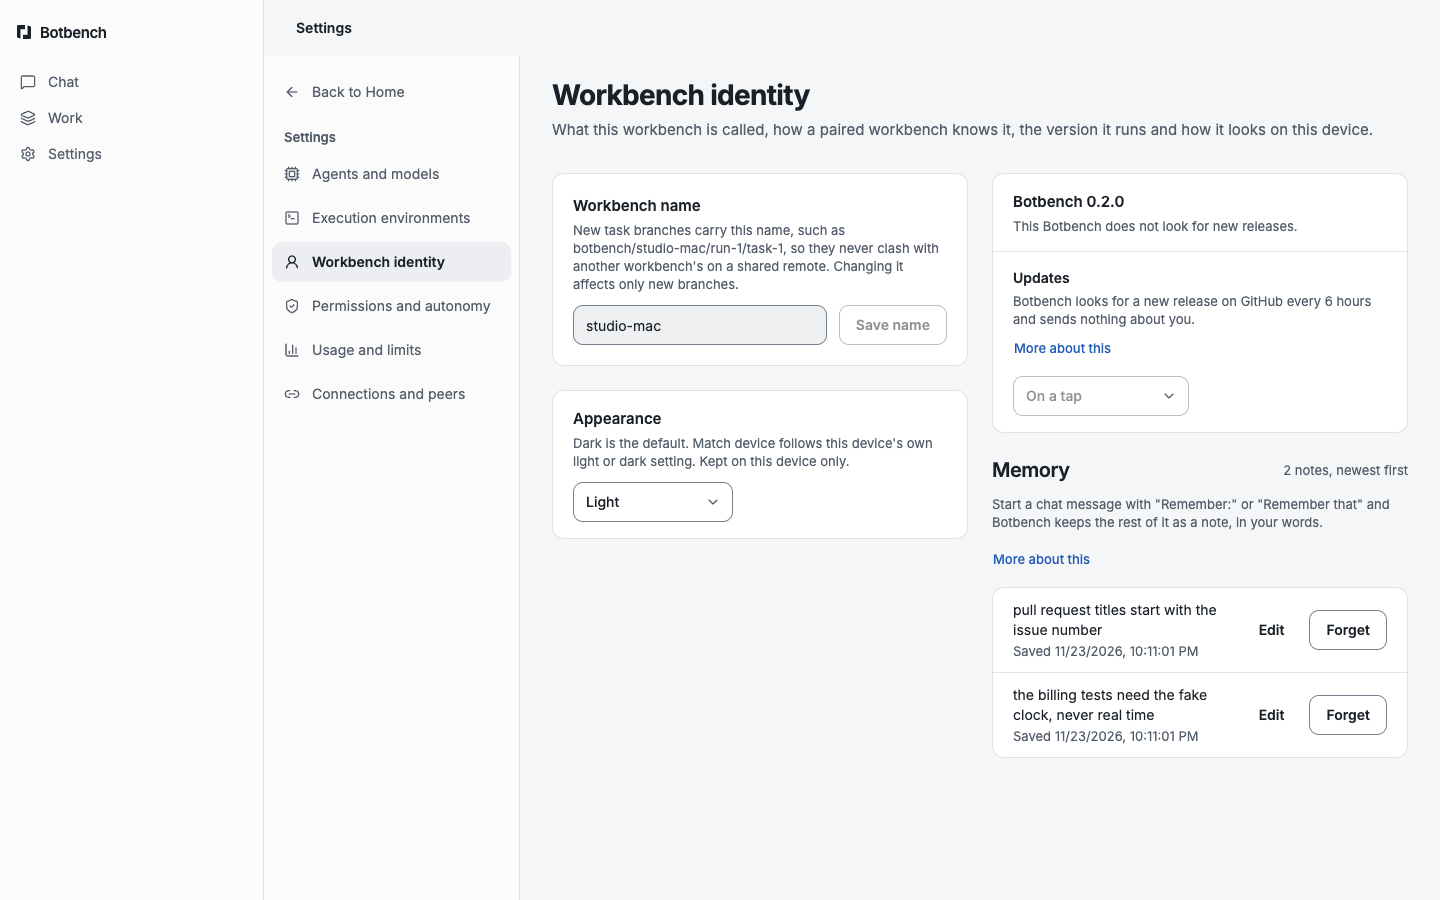 Botbench
Chat
Work
Settings
Settings
Back to Home
Settings
Agents and models
Execution environments
Workbench identity
Permissions and autonomy
Usage and limits
Connections and peers
Workbench identity
What this workbench is called, how a paired workbench knows it, the version it runs and how it looks on this device.
Workbench name
New task branches carry this name, such as
botbench/studio-mac/run-1/task-1, so they never clash with
another workbench's on a shared remote. Changing it
affects only new branches.
studio-mac
Save name
Appearance
Dark is the default. Match device follows this device's own
light or dark setting. Kept on this device only.
Light
Botbench 0.2.0
This Botbench does not look for new releases.
Updates
Botbench looks for a new release on GitHub every 6 hours
and sends nothing about you.
More about this
On a tap
Memory
2 notes, newest first
Start a chat message with "Remember:" or "Remember that" and
Botbench keeps the rest of it as a note, in your words.
More about this
pull request titles start with the
issue number
Saved 11/23/2026, 10:11:01 PM
Edit
Forget
the billing tests need the fake
clock, never real time
Saved 11/23/2026, 10:11:01 PM
Edit
Forget